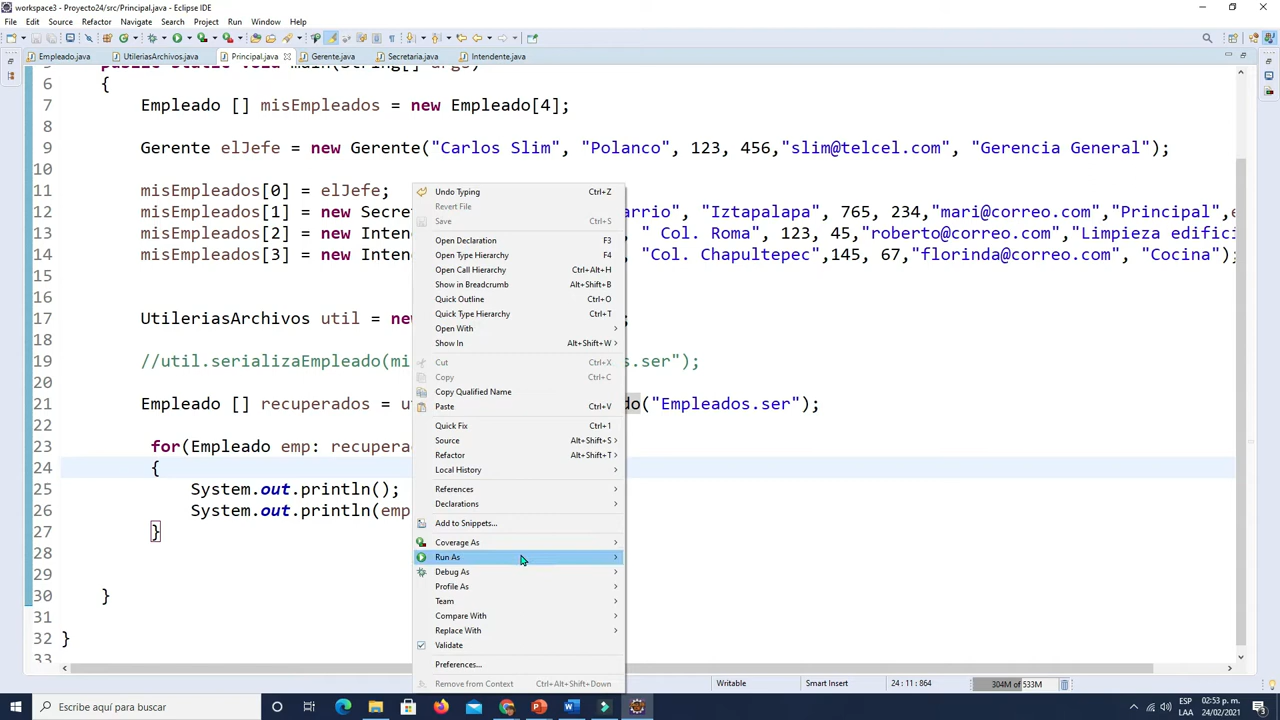 workspace3 - Proyecto24/src/Principal.java - Eclipse IDE
File Edit Source Refactor Navigate Search Project Run Window Help
Empleado.java UtileriasArchivos.java Principal.java Gerente.java Secretaria.java Intendente.java
5 public static void main(String[] args)
6 {
7 Empleado [] misEmpleados = new Empleado[4];
8
9 Gerente elJefe = new Gerente("Carlos Slim", "Polanco", 123, 456,"slim@telcel.com", "Gerencia General");
10
11 misEmpleados[0] = elJefe;
12 misEmpleados[1] = new Secre arrio", "Iztapalapa", 765, 234,"mari@correo.com","Principal",e
13 misEmpleados[2] = new Inten , " Col. Roma", 123, 45,"roberto@correo.com","Limpieza edifici
14 misEmpleados[3] = new Inten "Col. Chapultepec",145, 67,"florinda@correo.com", "Cocina");
15
16
17 UtileriasArchivos util = new ;
18
19 //util.serializaEmpleado(mi s.ser");
20
21 Empleado [] recuperados = u do("Empleados.ser");
22
23 for(Empleado emp: recupera
24 {
25 System.out.println();
26 System.out.println(emp
27 }
28
29
30 }
31
32 }
33
Undo Typing Ctrl+Z
Revert File
Save Ctrl+S
Open Declaration F3
Open Type Hierarchy F4
Open Call Hierarchy Ctrl+Alt+H
Show in Breadcrumb Alt+Shift+B
Quick Outline Ctrl+O
Quick Type Hierarchy Ctrl+T
Open With
Show In Alt+Shift+W
Cut Ctrl+X
Copy Ctrl+C
Copy Qualified Name
Paste Ctrl+V
Quick Fix Ctrl+1
Source Alt+Shift+S
Refactor Alt+Shift+T
Local History
References
Declarations
Add to Snippets...
Coverage As
Run As
Debug As
Profile As
Team
Compare With
Replace With
Validate
Preferences...
Remove from Context Ctrl+Alt+Shift+Down
Writable Smart Insert 24 : 11 : 864 304M of 533M
Escribe aquí para buscar
ESP 02:53 p. m.
LAA 24/02/2021